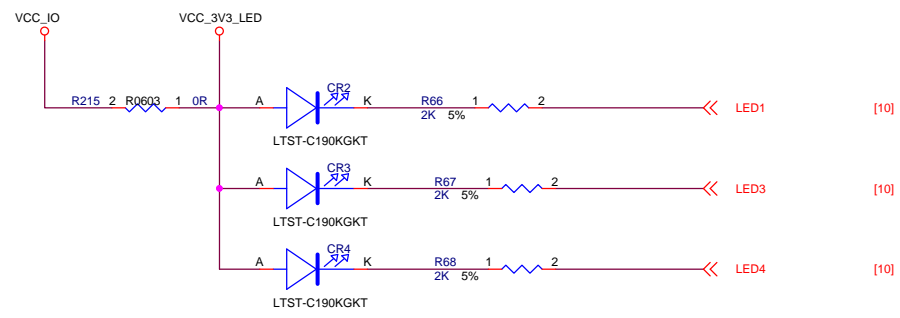 VCC_IO VCC_3V3_LED
CR2
R215 2 R0603 1 0R A K R66 1 2 LED1 [10]
2K 5%
LTST-C190KGKT
CR3
A K R67 1 2 LED3 [10]
2K 5%
LTST-C190KGKT
CR4
A K R68 1 2 LED4 [10]
2K 5%
LTST-C190KGKT